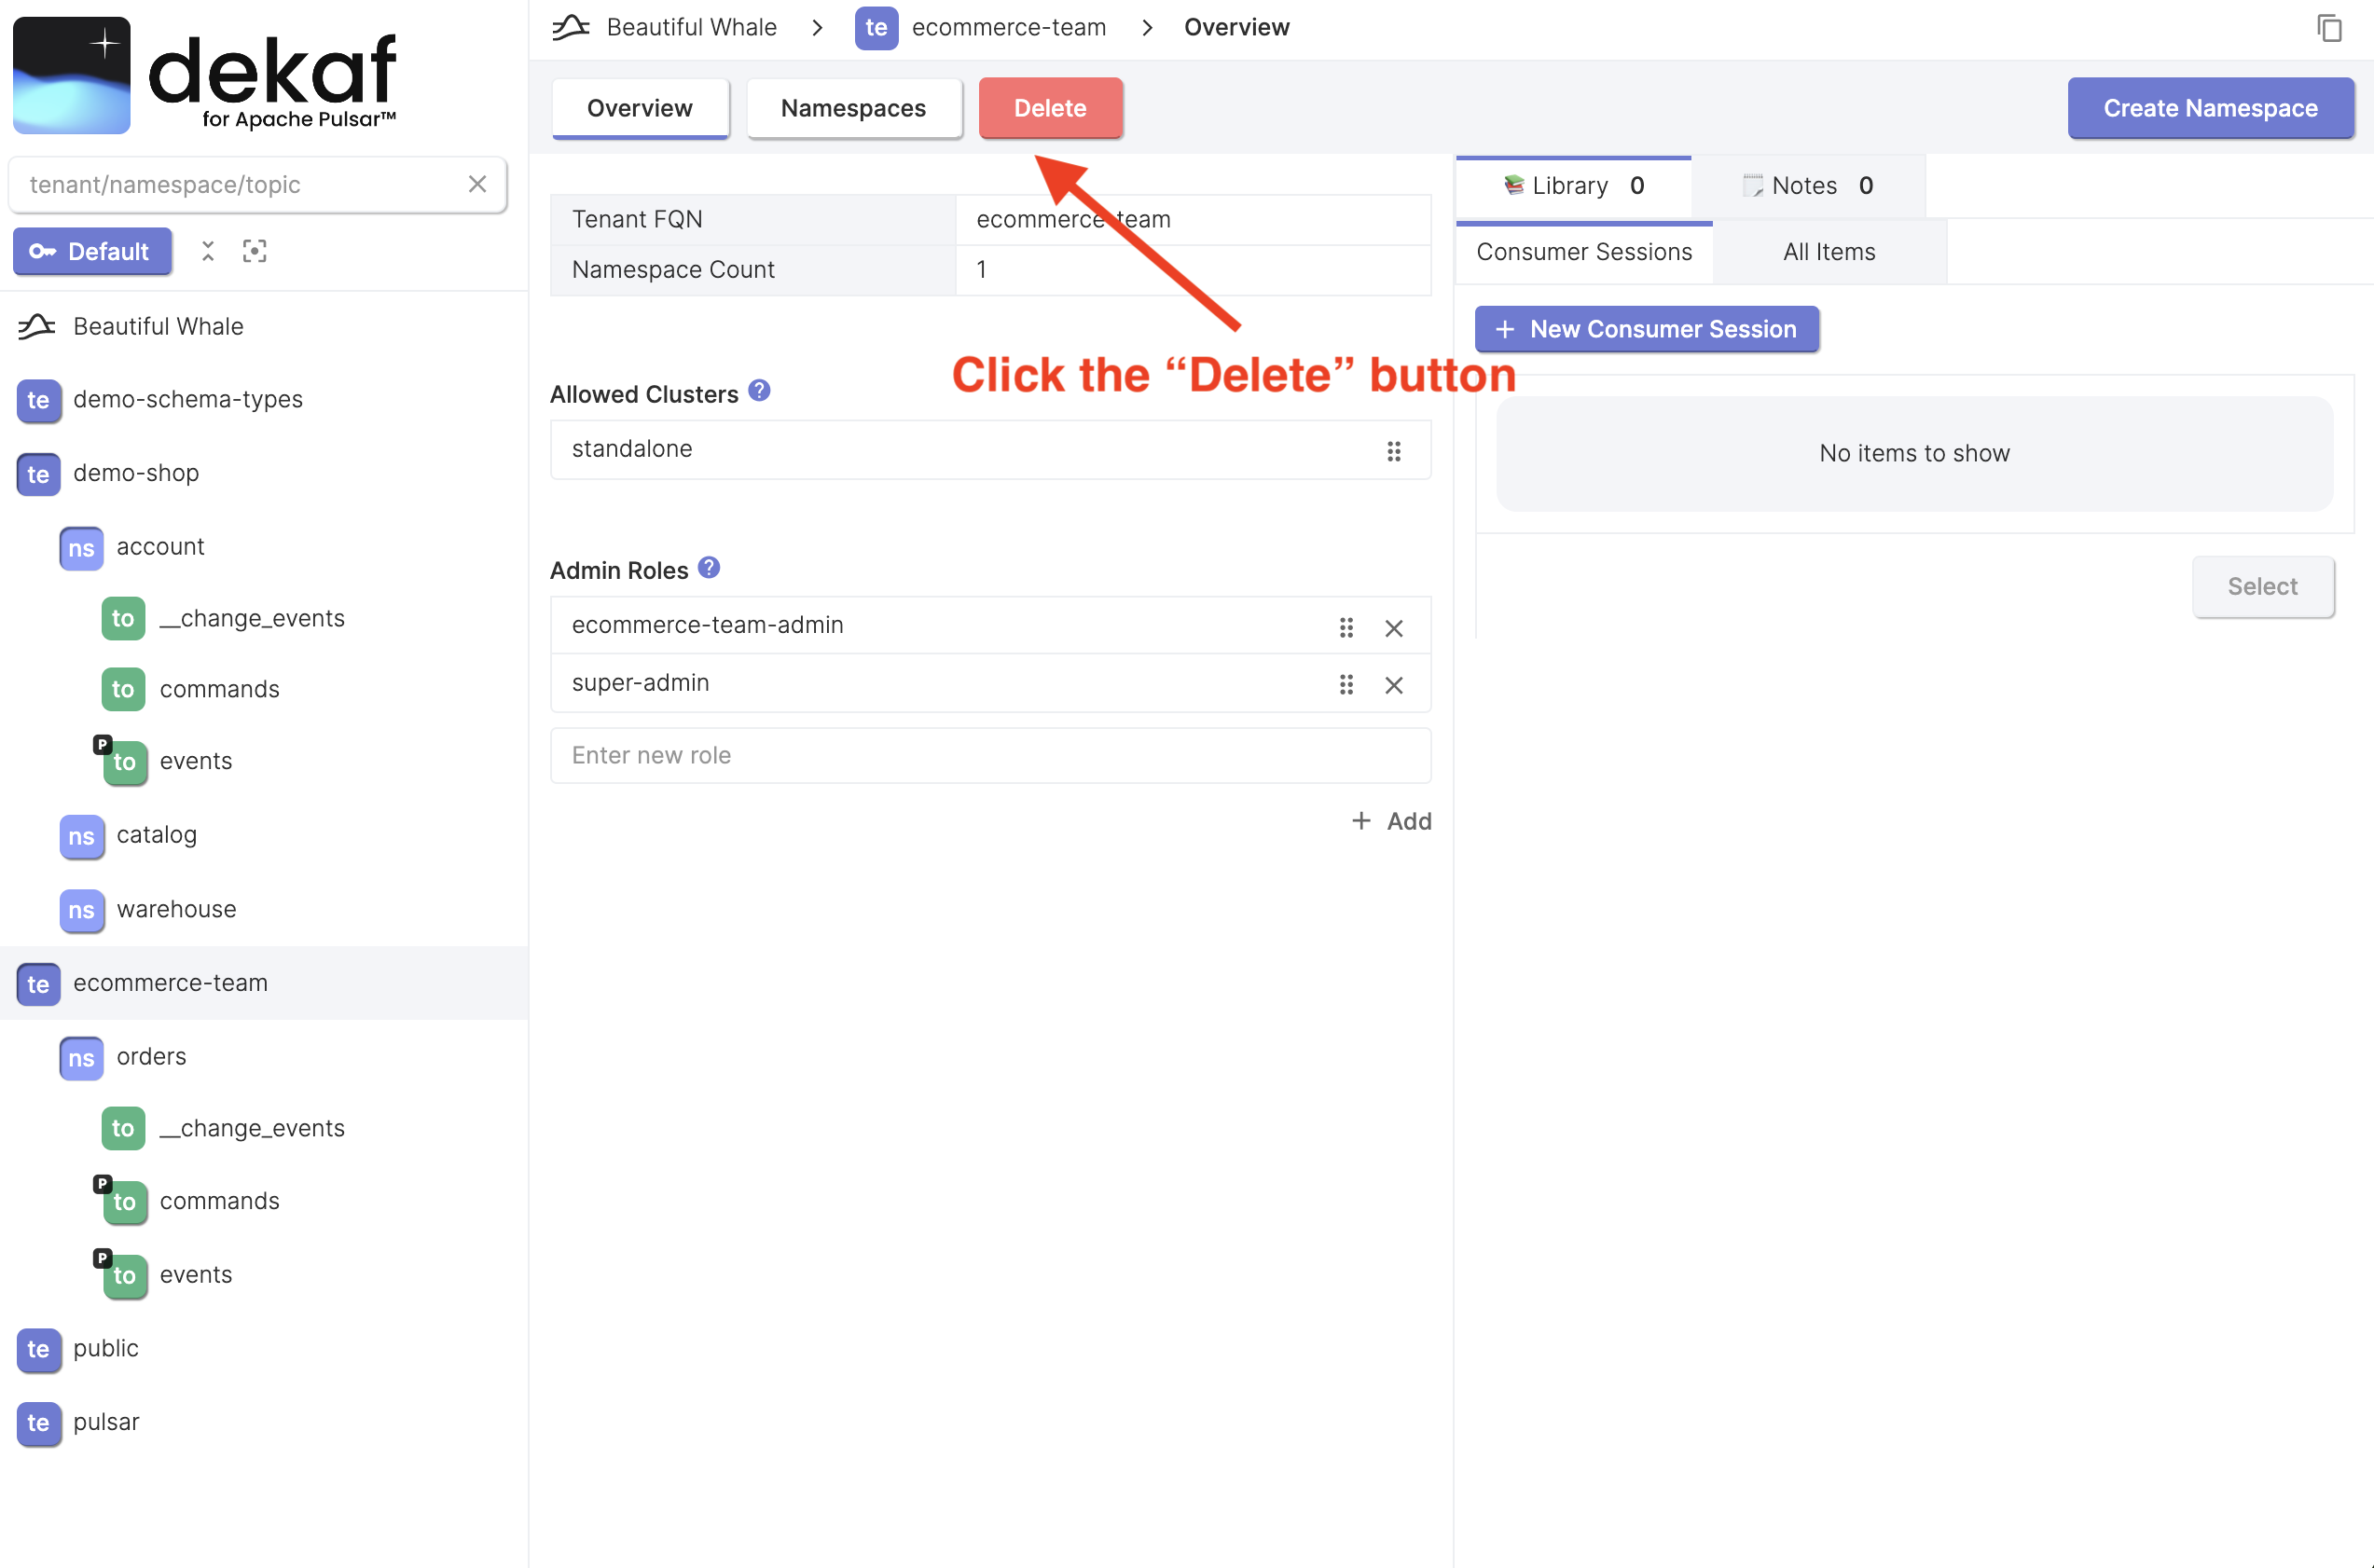 dekaf
for Apache Pulsar™
tenant/namespace/topic
Default
Beautiful Whale
te demo-schema-types
te demo-shop
ns account
to __change_events
to commands
P to events
ns catalog
ns warehouse
te ecommerce-team
ns orders
to __change_events
P to commands
P to events
te public
te pulsar
Beautiful Whale > te ecommerce-team > Overview
Overview Namespaces Delete Create Namespace
Tenant FQN ecommerce-team
Namespace Count 1
Click the “Delete” button
Allowed Clusters ?
standalone
Admin Roles ?
ecommerce-team-admin
super-admin
Enter new role
+ Add
Library 0 Notes 0
Consumer Sessions All Items
+ New Consumer Session
No items to show
Select